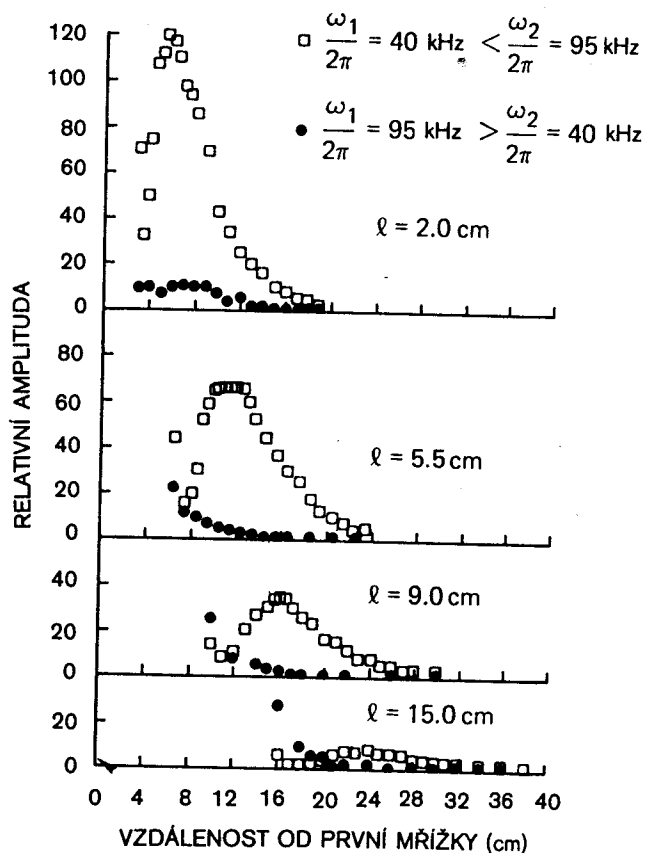 □ ω1/2π = 40 kHz < ω2/2π = 95 kHz
● ω1/2π = 95 kHz > ω2/2π = 40 kHz
RELATIVNÍ AMPLITUDA
120
100
80
60
40
20
0
ℓ = 2.0 cm
80
60
40
20
0
ℓ = 5.5 cm
40
20
0
ℓ = 9.0 cm
20
0
ℓ = 15.0 cm
0 4 8 12 16 20 24 28 32 36 40
VZDÁLENOST OD PRVNÍ MŘÍŽKY (cm)